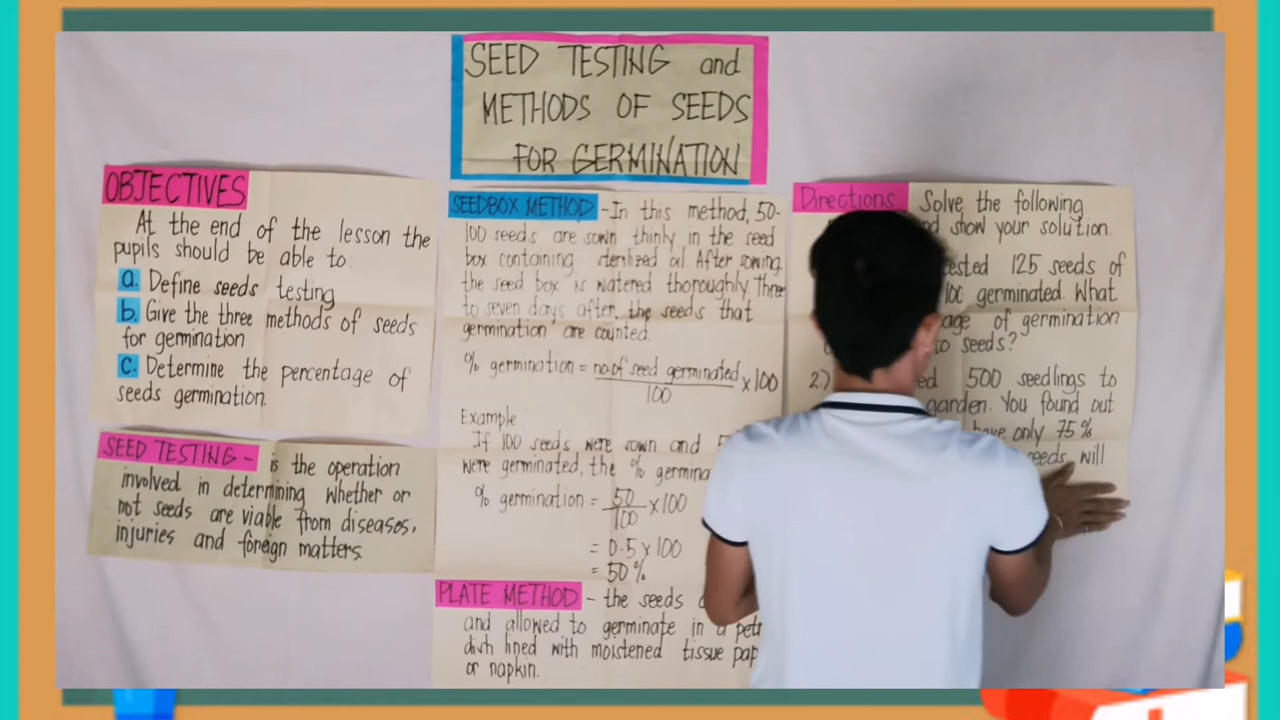 SEED TESTING and
METHODS OF SEEDS
FOR GERMINATION
OBJECTIVES
At the end of the lesson the
pupils should be able to:
a. Define seeds testing
b. Give the three methods of seeds
for germination
c. Determine the percentage of
seeds germination.
SEED TESTING - is the operation
involved in determining whether or
not seeds are viable from diseases,
injuries and foreign matters.
SEEDBOX METHOD - In this method, 50-
100 seeds are sown thinly in the seed
box containing sterilized oil. After sowing,
the seed box is watered thoroughly. Three
to seven days after, the seeds that
germination are counted.
% germination = no. of seed germinated
100
x 100
Example:
If 100 seeds were sown and
were germinated, the %
% germination = 50
100
x 100
= 0.5 x 100
= 50%
PLATE METHOD - the seeds
and allowed to germinate in a
dish lined with moistened tissue
or napkin.
Directions Solve the following
show your solution.
125 seeds of
100 germinated. What
of germination
seeds?
2.) 500 seedlings to
garden. You found out
have only 75%
seeds will